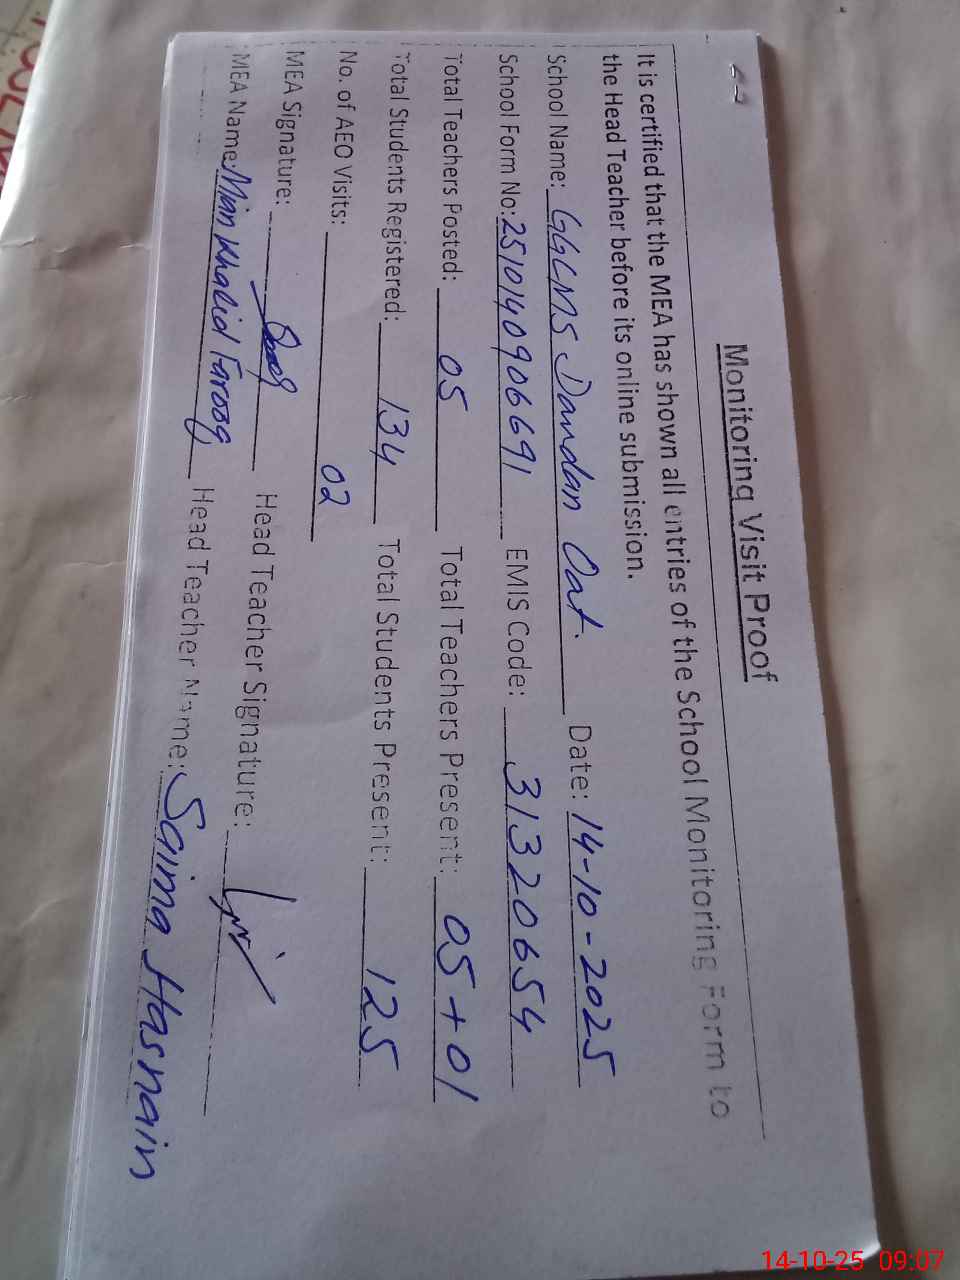 Monitoring Visit Proof
It is certified that the MEA has shown all entries of the School Monitoring Form to
the Head Teacher before its online submission.
School Name: GGCMS Dandan Oat. Date: 14-10-2025
School Form No: 25101409906691 EMIS Code: 31320654
Total Teachers Posted: 05 Total Teachers Present: 05+01
Total Students Registered: 134 Total Students Present: 125
No. of AEO Visits: 02
MEA Signature: Head Teacher Signature:
MEA Name: Mian Khalid Farooq Head Teacher Name: Saima Hasnain
14-10-25 09:07